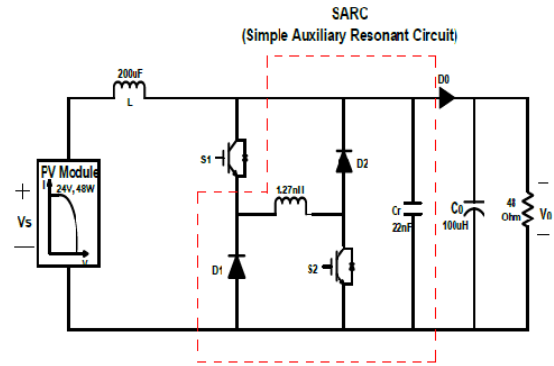 SARC
(Simple Auxiliary Resonant Circuit)
200uF
L
D0
S1
D2
PV Module
I
24V, 48W
V
+
Vs
—
1.27nH
Cr
22nF
D1
S2
C0
100uH
48
Ohm
—
V0
—